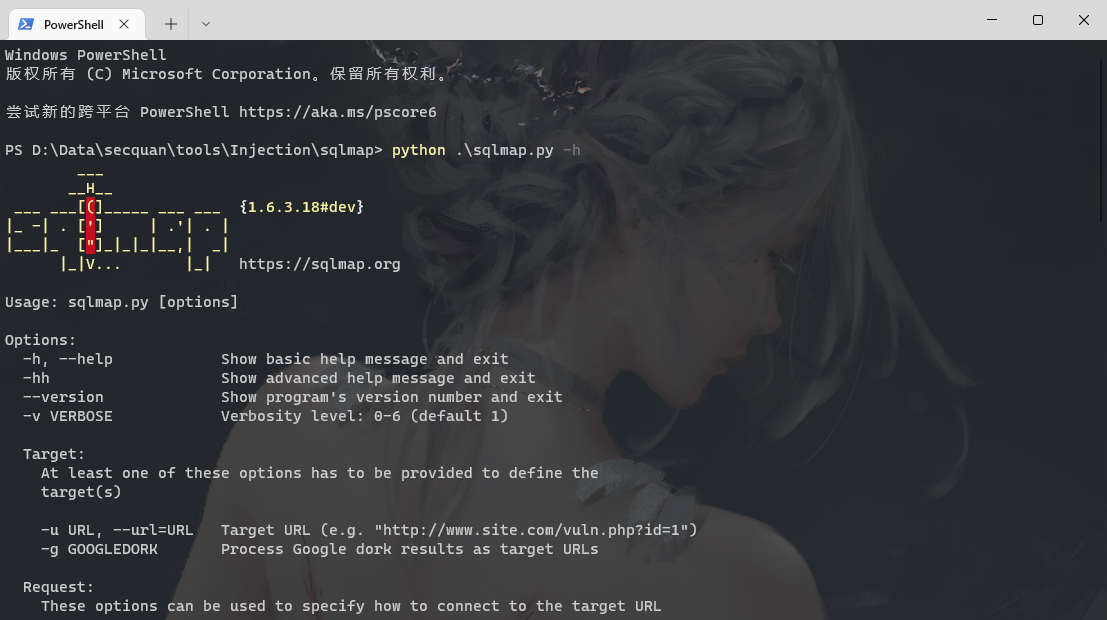 PowerShell
Windows PowerShell
版权所有 (C) Microsoft Corporation。保留所有权利。
尝试新的跨平台 PowerShell https://aka.ms/pscore6
PS D:\Data\secquan\tools\Injection\sqlmap> python .\sqlmap.py -h
        ___
       __H__
 ___ ___[(]_____ ___ ___  {1.6.3.18#dev}
|_ -| . [']     | .'| . |
|___|_  ["]_|_|_|__,|  _|
      |_|V...       |_|   https://sqlmap.org
Usage: sqlmap.py [options]
Options:
  -h, --help            Show basic help message and exit
  -hh                   Show advanced help message and exit
  --version             Show program's version number and exit
  -v VERBOSE            Verbosity level: 0-6 (default 1)
  Target:
    At least one of these options has to be provided to define the
    target(s)
    -u URL, --url=URL   Target URL (e.g. "http://www.site.com/vuln.php?id=1")
    -g GOOGLEDORK       Process Google dork results as target URLs
  Request:
    These options can be used to specify how to connect to the target URL